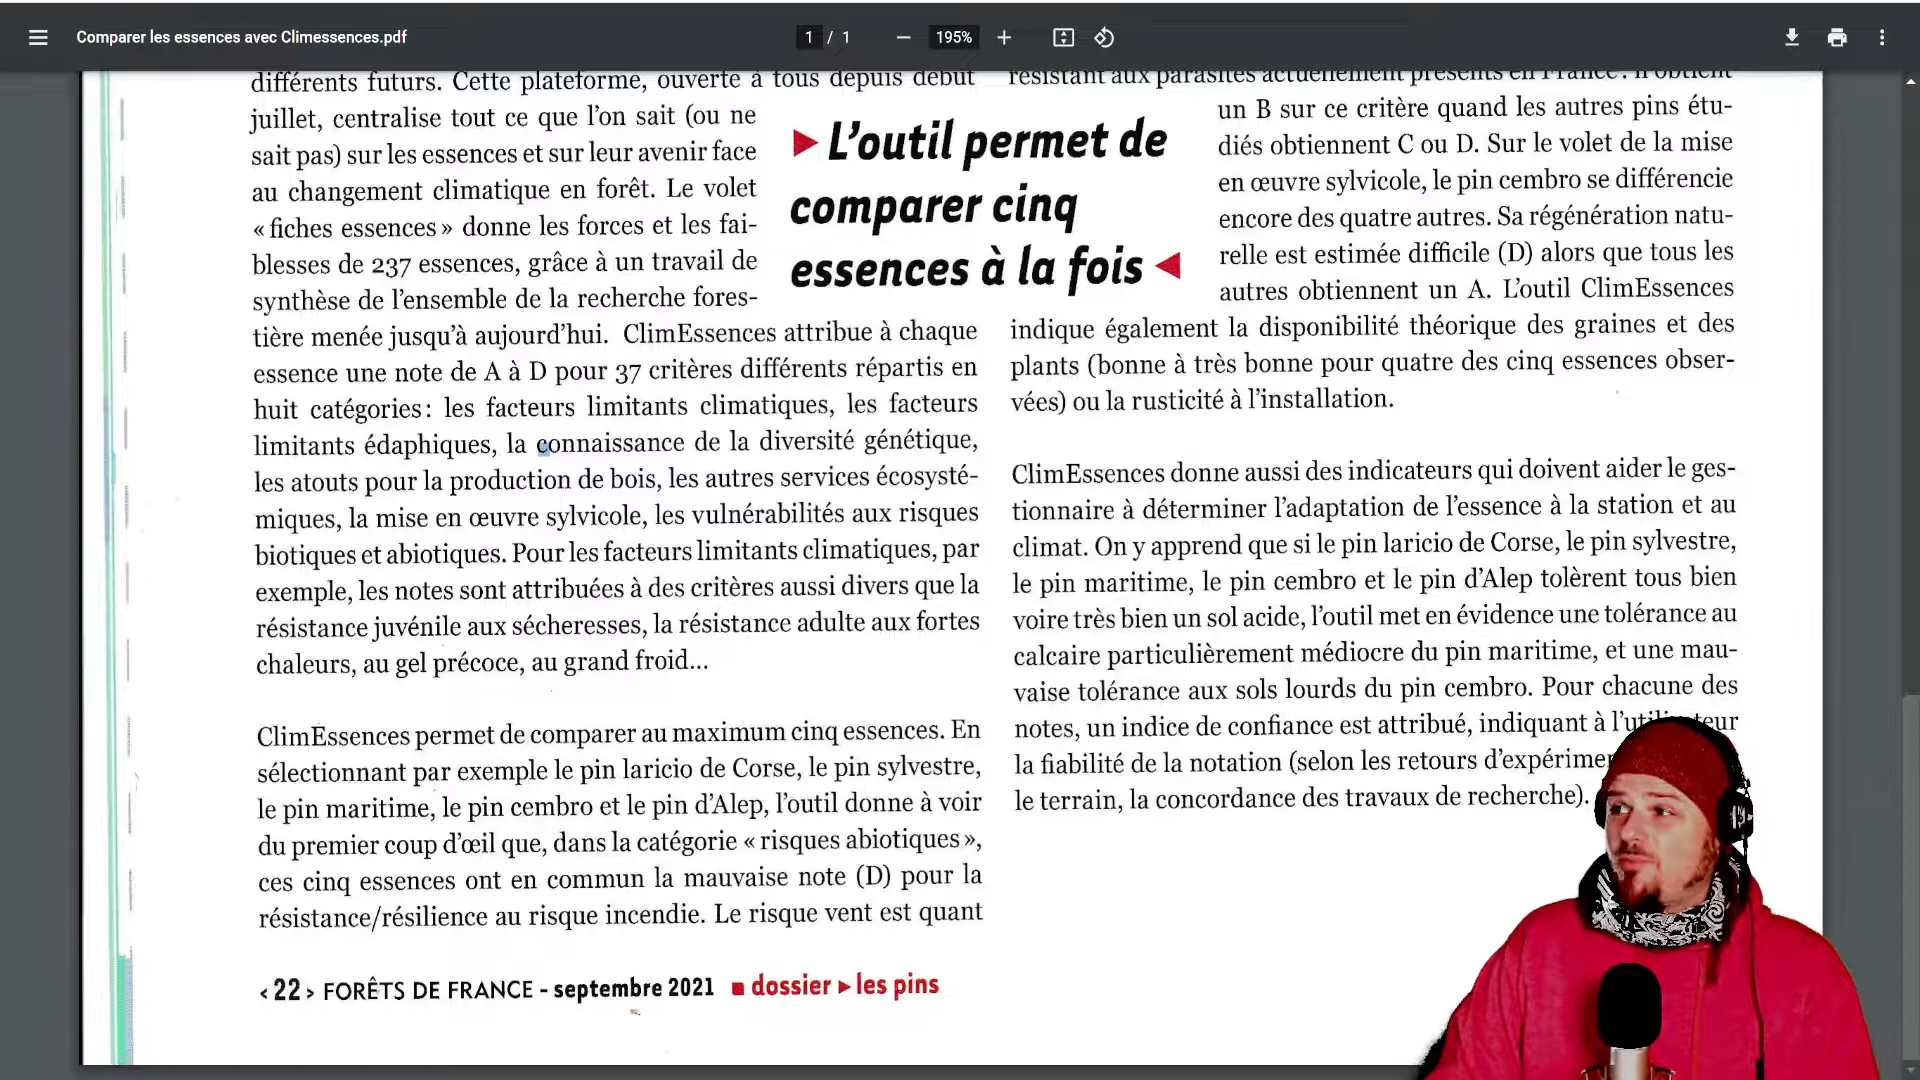 Comparer les essences avec Climessences.pdf
1 / 1
195%
différents futurs. Cette plateforme, ouverte à tous depuis début
juillet, centralise tout ce que l’on sait (ou ne
sait pas) sur les essences et sur leur avenir face
au changement climatique en forêt. Le volet
« fiches essences » donne les forces et les fai-
blesses de 237 essences, grâce à un travail de
synthèse de l’ensemble de la recherche fores-
tière menée jusqu’à aujourd’hui. ClimEssences attribue à chaque
essence une note de A à D pour 37 critères différents répartis en
huit catégories : les facteurs limitants climatiques, les facteurs
limitants édaphiques, la connaissance de la diversité génétique,
les atouts pour la production de bois, les autres services écosysté-
miques, la mise en œuvre sylvicole, les vulnérabilités aux risques
biotiques et abiotiques. Pour les facteurs limitants climatiques, par
exemple, les notes sont attribuées à des critères aussi divers que la
résistance juvénile aux sécheresses, la résistance adulte aux fortes
chaleurs, au gel précoce, au grand froid...
ClimEssences permet de comparer au maximum cinq essences. En
sélectionnant par exemple le pin laricio de Corse, le pin sylvestre,
le pin maritime, le pin cembro et le pin d’Alep, l’outil donne à voir
du premier coup d’œil que, dans la catégorie « risques abiotiques »,
ces cinq essences ont en commun la mauvaise note (D) pour la
résistance/résilience au risque incendie. Le risque vent est quant
▶ L’outil permet de
comparer cinq
essences à la fois ◀
résistant aux parasites actuellement présents en France : il obtient
un B sur ce critère quand les autres pins étu-
diés obtiennent C ou D. Sur le volet de la mise
en œuvre sylvicole, le pin cembro se différencie
encore des quatre autres. Sa régénération natu-
relle est estimée difficile (D) alors que tous les
autres obtiennent un A. L’outil ClimEssences
indique également la disponibilité théorique des graines et des
plants (bonne à très bonne pour quatre des cinq essences obser-
vées) ou la rusticité à l’installation.
ClimEssences donne aussi des indicateurs qui doivent aider le ges-
tionnaire à déterminer l’adaptation de l’essence à la station et au
climat. On y apprend que si le pin laricio de Corse, le pin sylvestre,
le pin maritime, le pin cembro et le pin d’Alep tolèrent tous bien
voire très bien un sol acide, l’outil met en évidence une tolérance au
calcaire particulièrement médiocre du pin maritime, et une mau-
vaise tolérance aux sols lourds du pin cembro. Pour chacune des
notes, un indice de confiance est attribué, indiquant à l’utilisateur
la fiabilité de la notation (selon les retours
le terrain, la concordance des travaux de recherche).
‹ 22 › FORÊTS DE FRANCE - septembre 2021 ■ dossier ▶ les pins